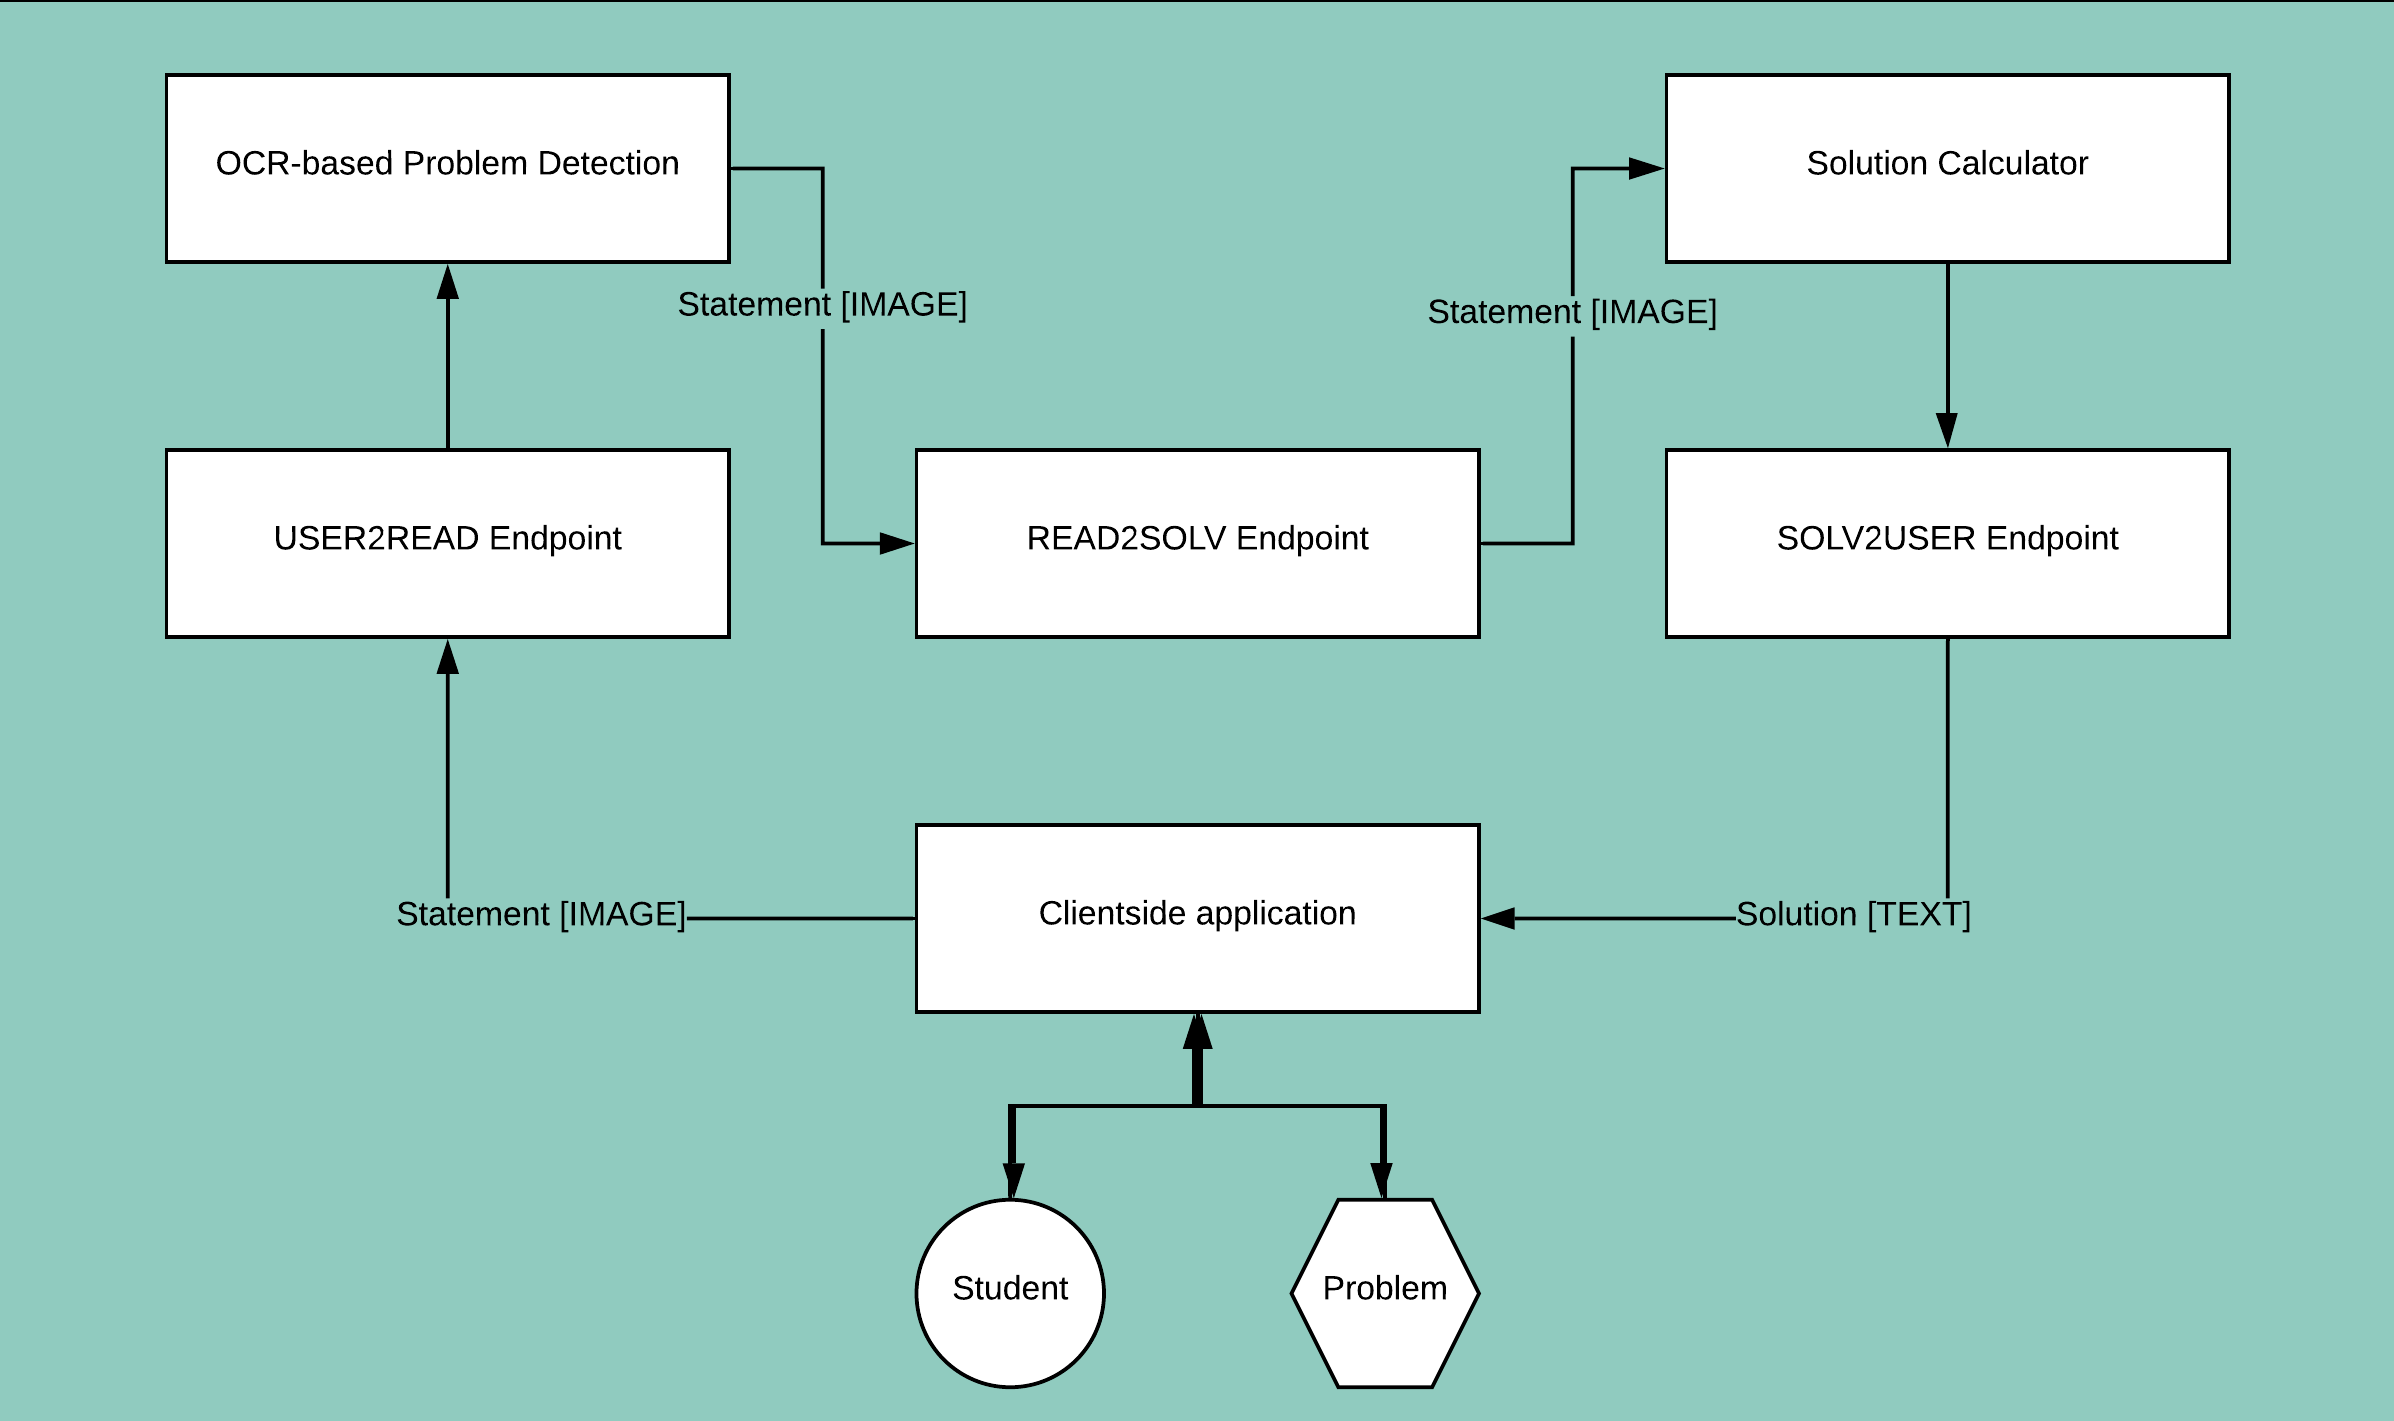 OCR-based Problem Detection
Solution Calculator
Statement [IMAGE]
Statement [IMAGE]
USER2READ Endpoint
READ2SOLV Endpoint
SOLV2USER Endpoint
Statement [IMAGE]
Clientside application
Solution [TEXT]
Student
Problem